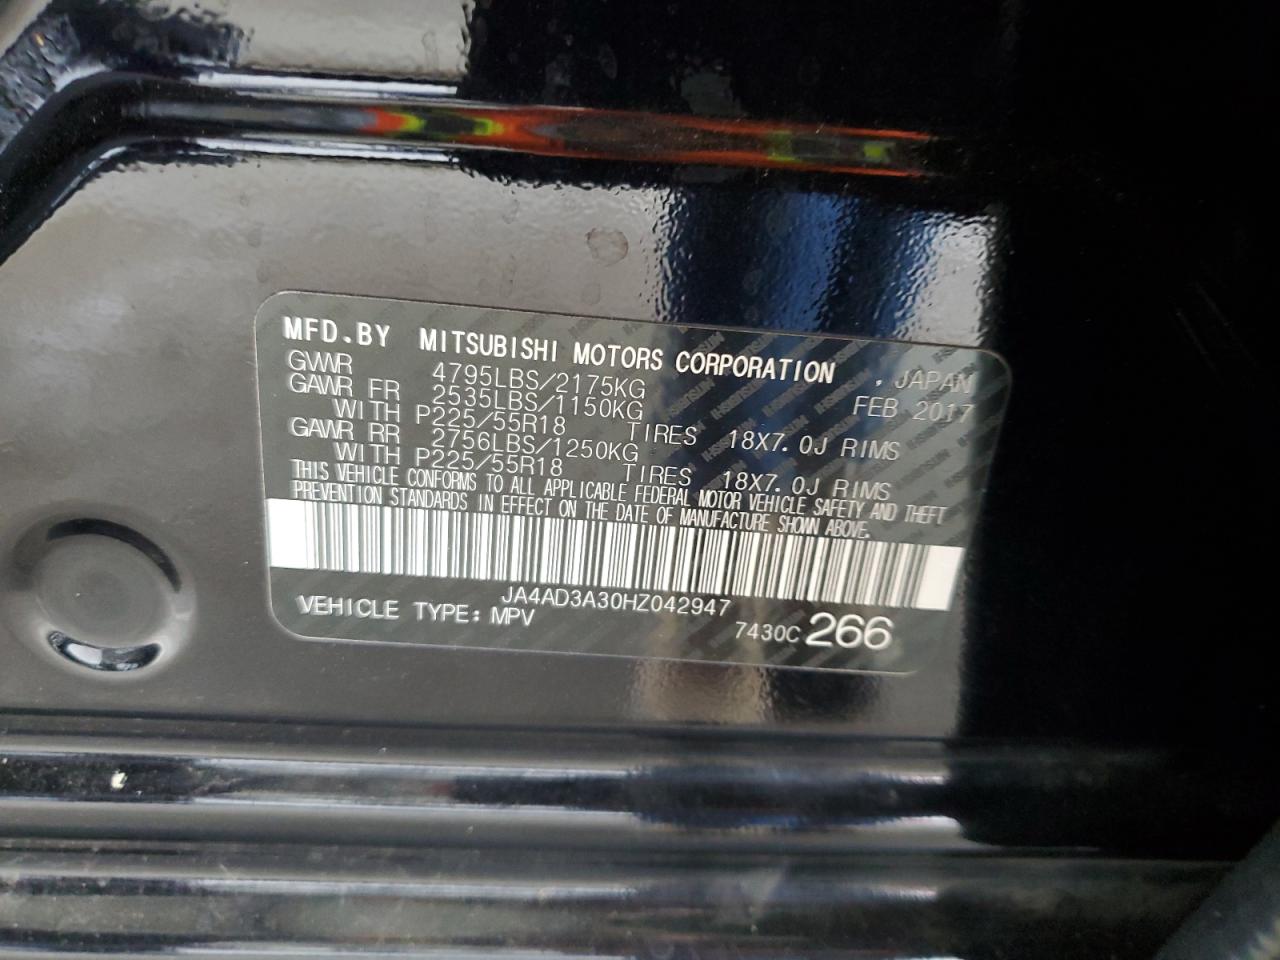 MFD.BY MITSUBISHI MOTORS CORPORATION , JAPAN
GVWR 4795LBS/2175KG FEB 2017
GAWR FR 2535LBS/1150KG
WITH P225/55R18 TIRES 18X7.0J RIMS
GAWR RR 2756LBS/1250KG
WITH P225/55R18 TIRES 18X7.0J RIMS
THIS VEHICLE CONFORMS TO ALL APPLICABLE FEDERAL MOTOR VEHICLE SAFETY AND THEFT
PREVENTION STANDARDS IN EFFECT ON THE DATE OF MANUFACTURE SHOWN ABOVE.
JA4AD3A30HZ042947
VEHICLE TYPE: MPV 7430C 266